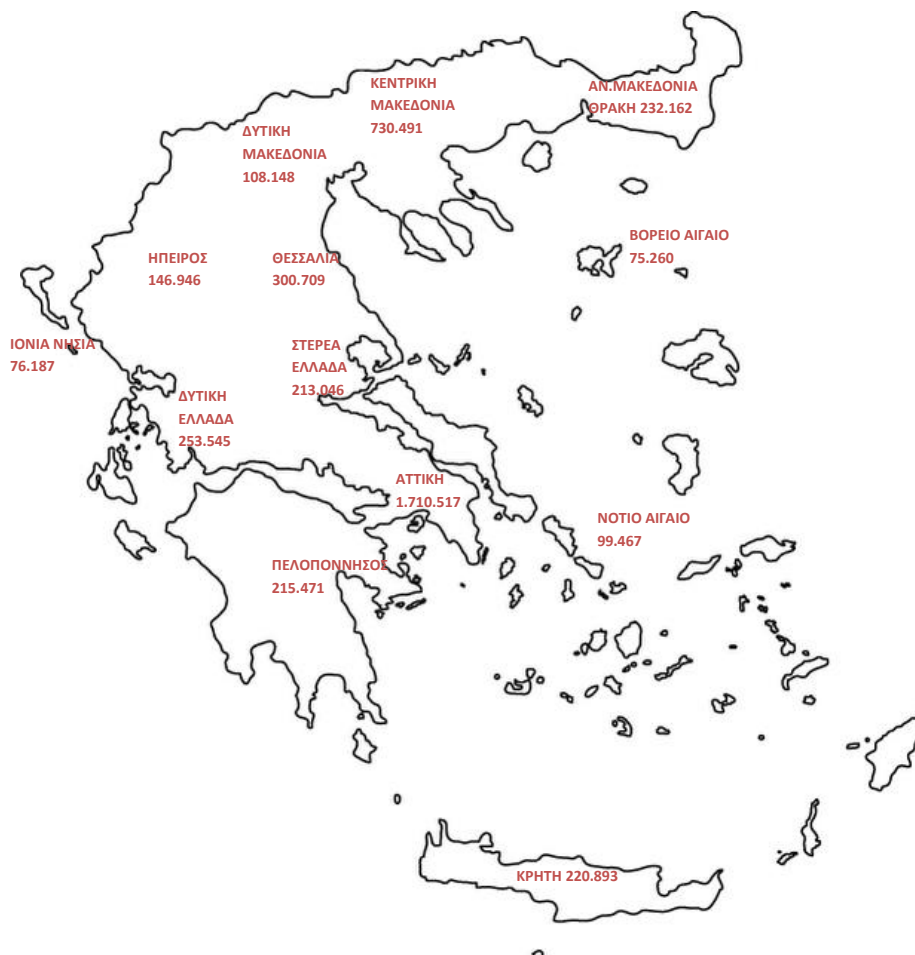 ΚΕΝΤΡΙΚΗ
ΜΑΚΕΔΟΝΙΑ
730.491
ΑΝ.ΜΑΚΕΔΟΝΙΑ
ΘΡΑΚΗ 232.162
ΔΥΤΙΚΗ
ΜΑΚΕΔΟΝΙΑ
108.148
ΒΟΡΕΙΟ ΑΙΓΑΙΟ
75.260
ΗΠΕΙΡΟΣ
146.946
ΘΕΣΣΑΛΙΑ
300.709
ΙΟΝΙΑ ΝΗΣΙΑ
76.187
ΣΤΕΡΕΑ
ΕΛΛΑΔΑ
213.046
ΔΥΤΙΚΗ
ΕΛΛΑΔΑ
253.545
ΑΤΤΙΚΗ
1.710.517
ΝΟΤΙΟ ΑΙΓΑΙΟ
99.467
ΠΕΛΟΠΟΝΝΗΣΟΣ
215.471
ΚΡΗΤΗ 220.893